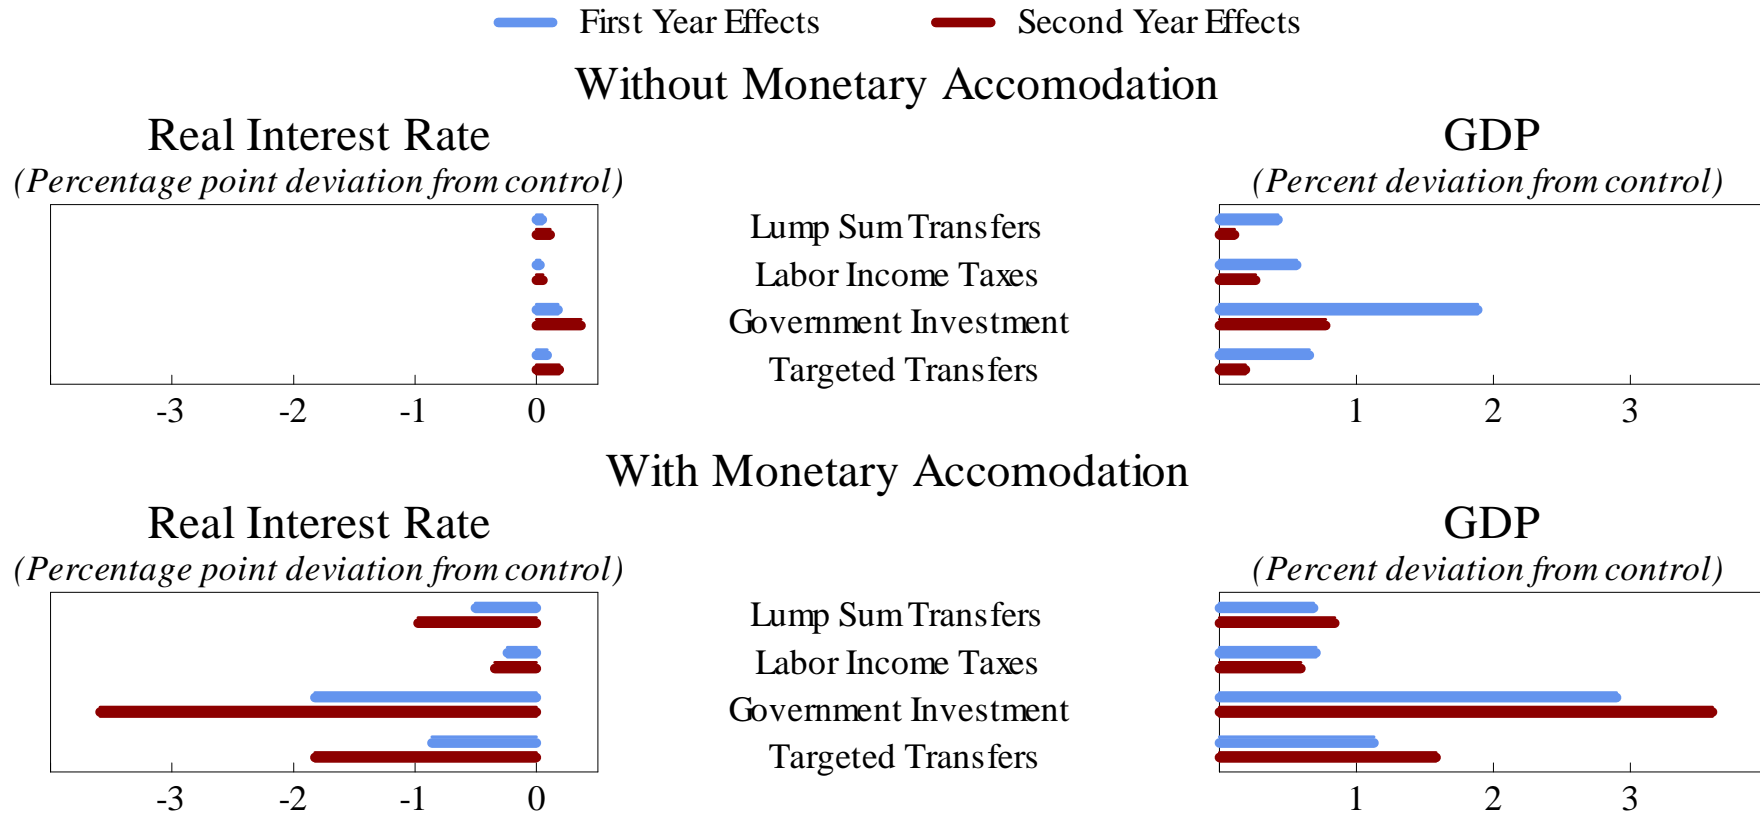 First Year Effects
Second Year Effects
Without Monetary Accomodation
Real Interest Rate
(Percentage point deviation from control)
GDP
(Percent deviation from control)
Lump Sum Transfers
Labor Income Taxes
Government Investment
Targeted Transfers
-3 -2 -1 0
1 2 3
With Monetary Accomodation
Real Interest Rate
(Percentage point deviation from control)
GDP
(Percent deviation from control)
Lump Sum Transfers
Labor Income Taxes
Government Investment
Targeted Transfers
-3 -2 -1 0
1 2 3